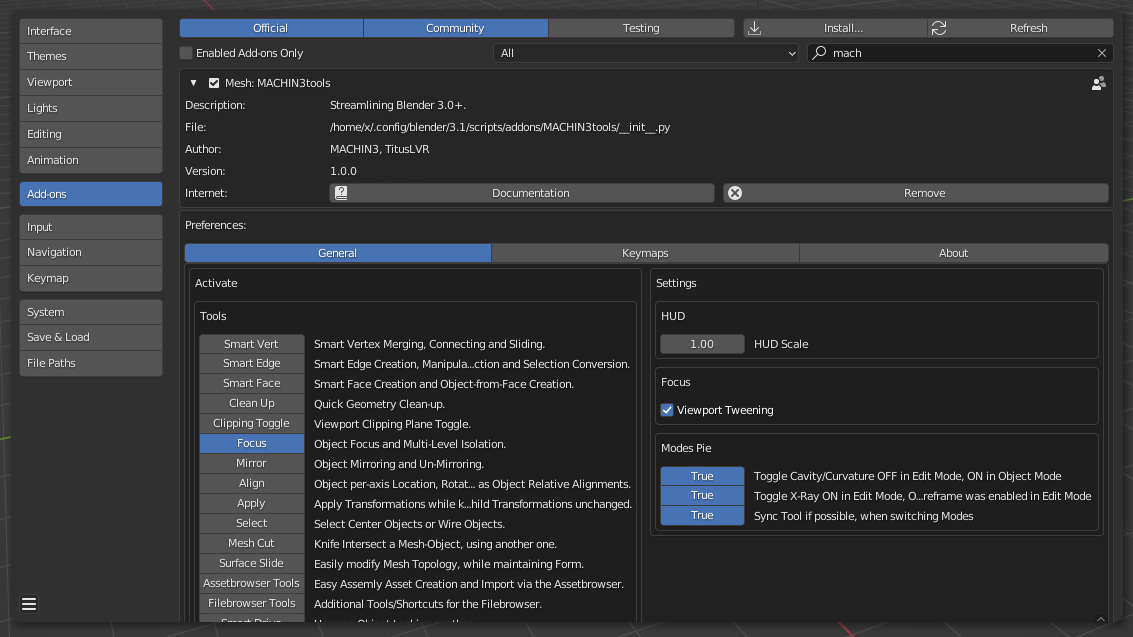 Interface
Themes
Viewport
Lights
Editing
Animation
Add-ons
Input
Navigation
Keymap
System
Save & Load
File Paths
Official Community Testing Install... Refresh
Enabled Add-ons Only All mach
Mesh: MACHIN3tools
Description: Streamlining Blender 3.0+.
File: /home/x/.config/blender/3.1/scripts/addons/MACHIN3tools/__init__.py
Author: MACHIN3, TitusLVR
Version: 1.0.0
Internet: Documentation Remove
Preferences:
General Keymaps About
Activate
Tools
Smart Vert Smart Vertex Merging, Connecting and Sliding.
Smart Edge Smart Edge Creation, Manipula...ction and Selection Conversion.
Smart Face Smart Face Creation and Object-from-Face Creation.
Clean Up Quick Geometry Clean-up.
Clipping Toggle Viewport Clipping Plane Toggle.
Focus Object Focus and Multi-Level Isolation.
Mirror Object Mirroring and Un-Mirroring.
Align Object per-axis Location, Rotat... as Object Relative Alignments.
Apply Apply Transformations while k...hild Transformations unchanged.
Select Select Center Objects or Wire Objects.
Mesh Cut Knife Intersect a Mesh-Object, using another one.
Surface Slide Easily modify Mesh Topology, while maintaining Form.
Assetbrowser Tools Easy Assemly Asset Creation and Import via the Assetbrowser.
Filebrowser Tools Additional Tools/Shortcuts for the Filebrowser.
Settings
HUD
1.00 HUD Scale
Focus
Viewport Tweening
Modes Pie
True Toggle Cavity/Curvature OFF in Edit Mode, ON in Object Mode
True Toggle X-Ray ON in Edit Mode, O...reframe was enabled in Edit Mode
True Sync Tool if possible, when switching Modes